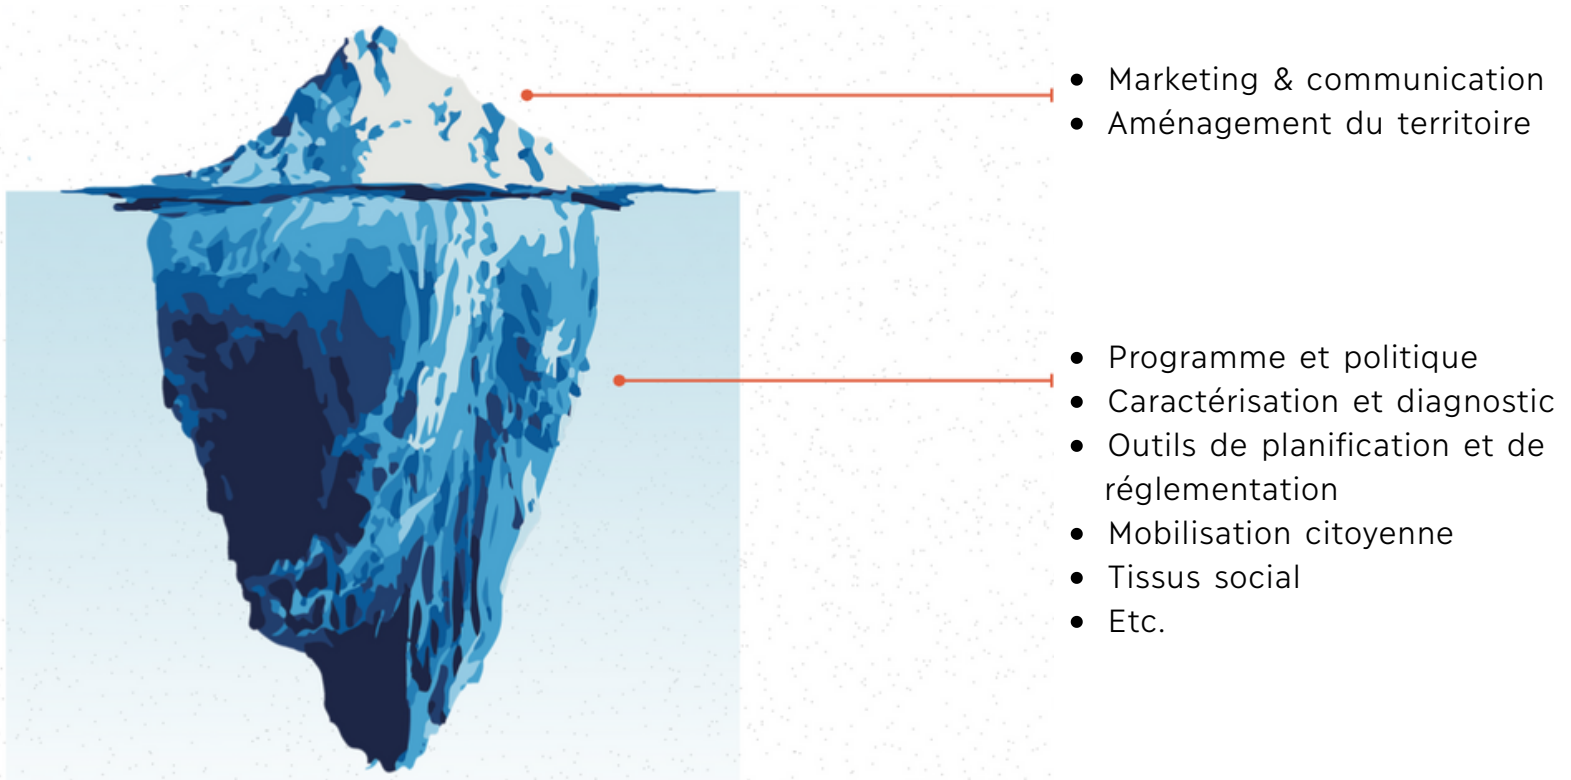 • Marketing & communication
• Aménagement du territoire
• Programme et politique
• Caractérisation et diagnostic
• Outils de planification et de
réglementation
• Mobilisation citoyenne
• Tissus social
• Etc.